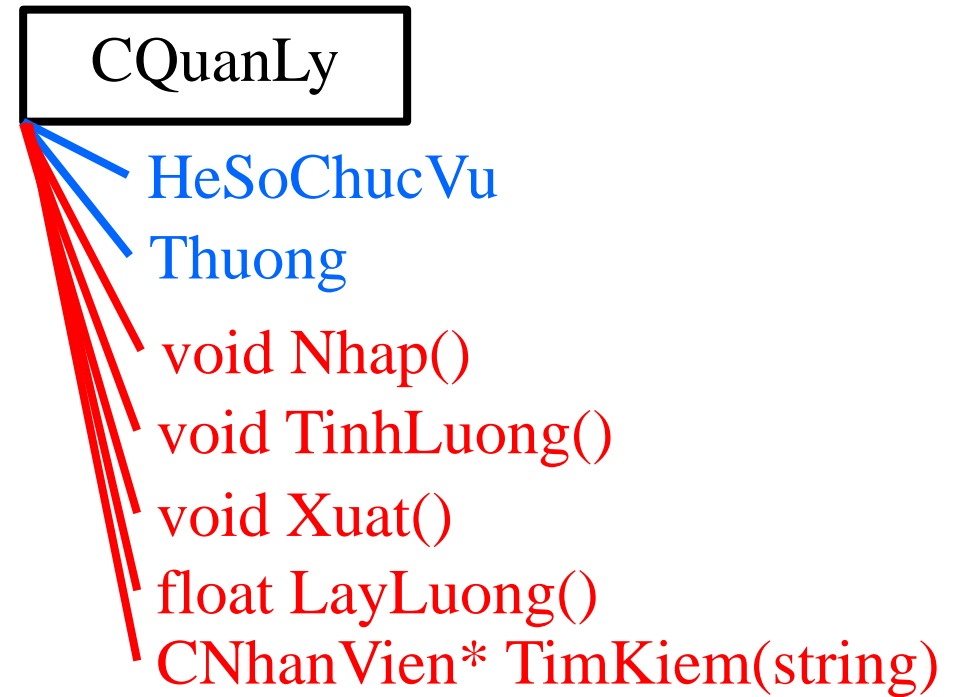 CQuanLy
HeSoChucVu
Thuong
void Nhap()
void TinhLuong()
void Xuat()
float LayLuong()
CNhanVien* TimKiem(string)